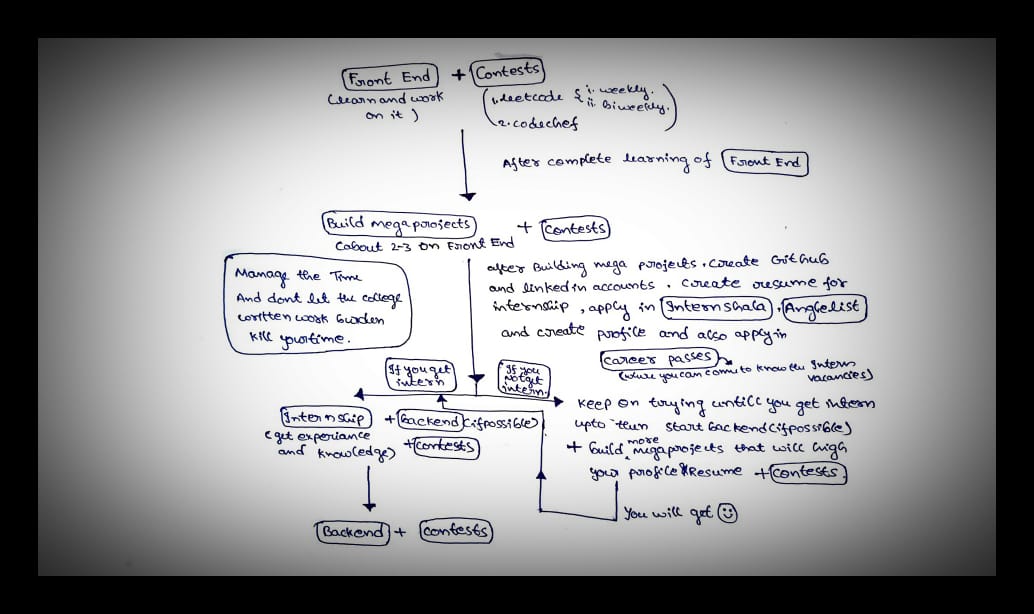 Front End + Contests
(learn and work
on it)
1. Leetcode { i. weekly.
ii. Biweekly.
2. codechef
After complete learning of Front End
Build mega projects + Contests
(about 2-3 on Front End
Manage the Time
And dont let the college
written work burden
kill your time.
after Building mega projects, create GitHub
and linkedin accounts. create resume for
internship, apply in Internshala, Anglelist
and create profile and also apply in
career passes
(where you can come to know the Intern
vacancies)
If you get
intern
If you
not get
intern.
Internship + Backend (if possible)
(get experiance
and knowledge) + contests
Keep on trying untill you get intern
upto then start backend (if possible)
+ build more mega projects that will high
your profile & Resume + contests.
You will get ☺
Backend + contests